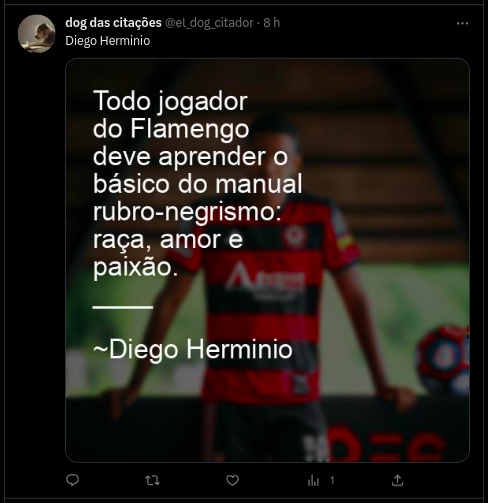 dog das citações @el_dog_citador · 8 h
Diego Herminio
Todo jogador
do Flamengo
deve aprender o
básico do manual
rubro-negrismo:
raça, amor e
paixão.
~Diego Herminio
1